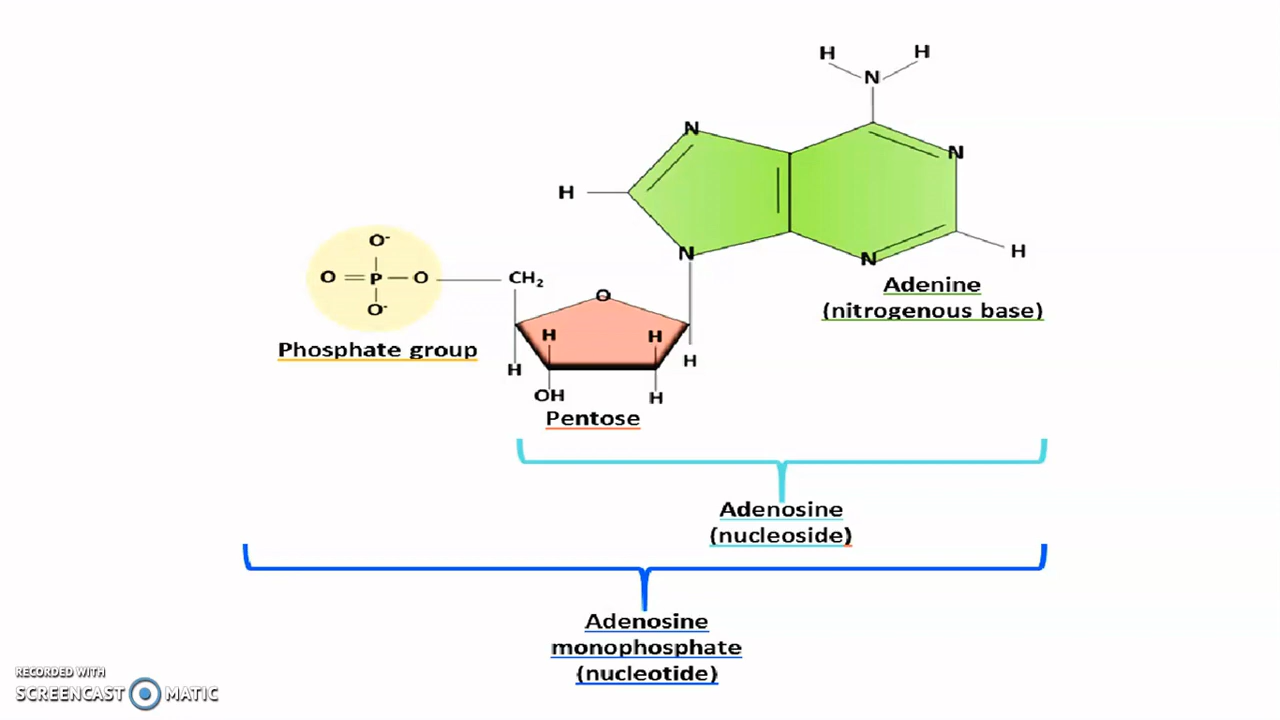 H H
N
N N
H
N N H
O-
O = P — O CH₂
O-
O
H H
H H
OH H
Adenine
(nitrogenous base)
Phosphate group
Pentose
Adenosine
(nucleoside)
Adenosine
monophosphate
(nucleotide)
RECORDED WITH
SCREENCAST MATIC